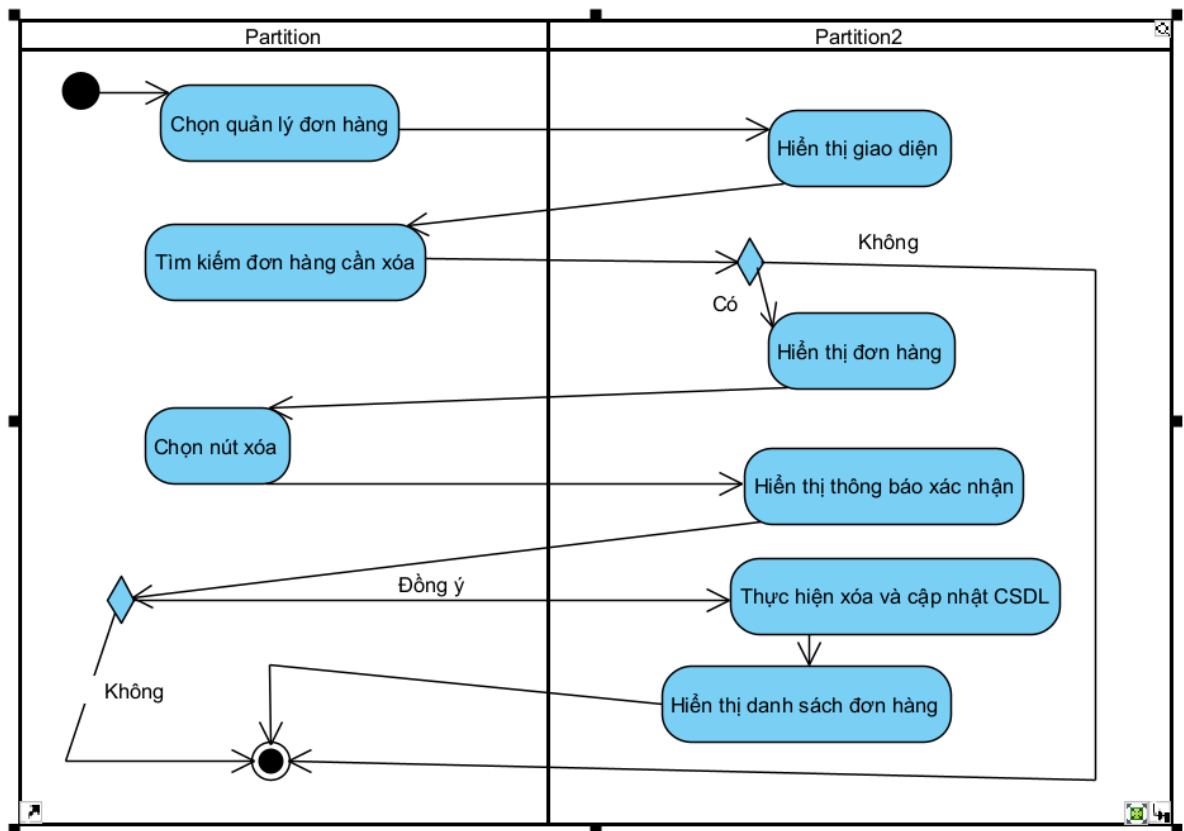 Partition
Partition2
Chọn quản lý đơn hàng
Hiển thị giao diện
Tìm kiếm đơn hàng cần xóa
Không
Có
Hiển thị đơn hàng
Chọn nút xóa
Hiển thị thông báo xác nhận
Đồng ý
Thực hiện xóa và cập nhật CSDL
Không
Hiển thị danh sách đơn hàng